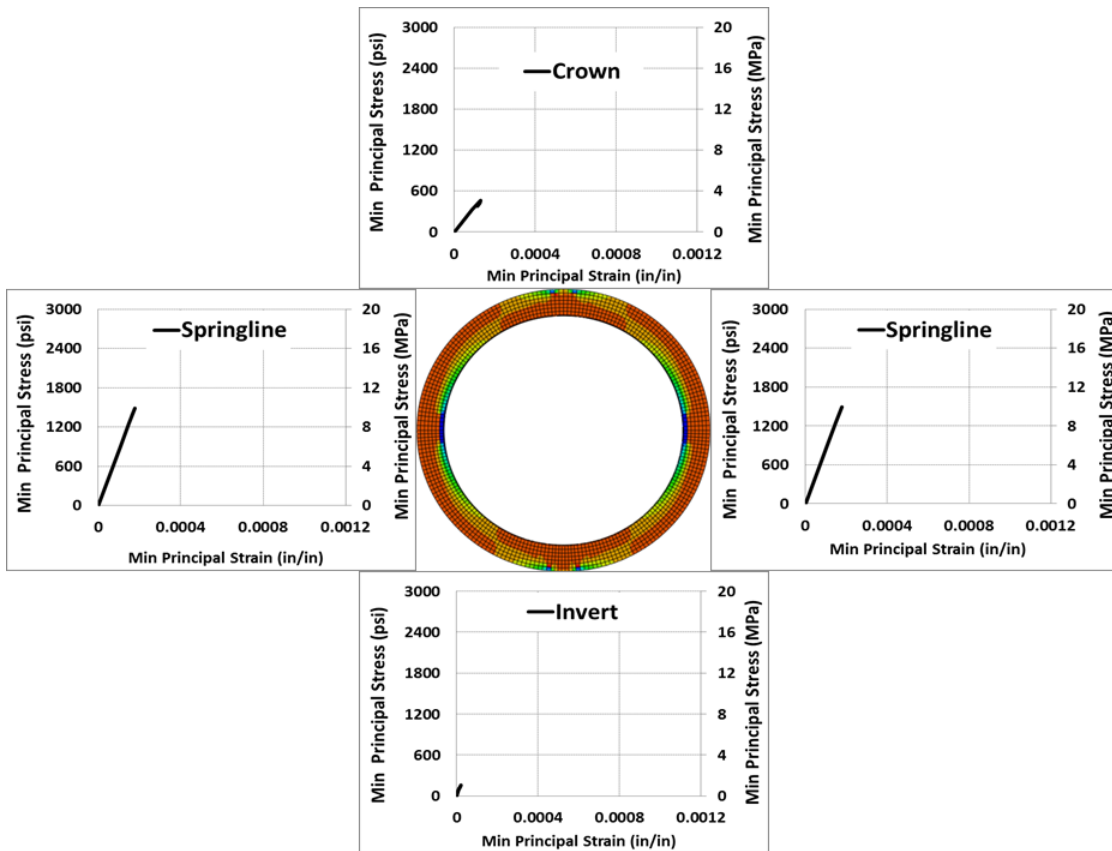 Min Principal Stress (psi)
3000
2400
1800
1200
600
0
Crown
20
16
12
8
4
0
Min Principal Stress (MPa)
0 0.0004 0.0008 0.0012
Min Principal Strain (in/in)
Min Principal Stress (psi)
3000
2400
1800
1200
600
0
Springline
20
16
12
8
4
0
Min Principal Stress (MPa)
0 0.0004 0.0008 0.0012
Min Principal Strain (in/in)
Min Principal Stress (psi)
3000
2400
1800
1200
600
0
Springline
20
16
12
8
4
0
Min Principal Stress (MPa)
0 0.0004 0.0008 0.0012
Min Principal Strain (in/in)
Min Principal Stress (psi)
3000
2400
1800
1200
600
0
Invert
20
16
12
8
4
0
Min Principal Stress (MPa)
0 0.0004 0.0008 0.0012
Min Principal Strain (in/in)